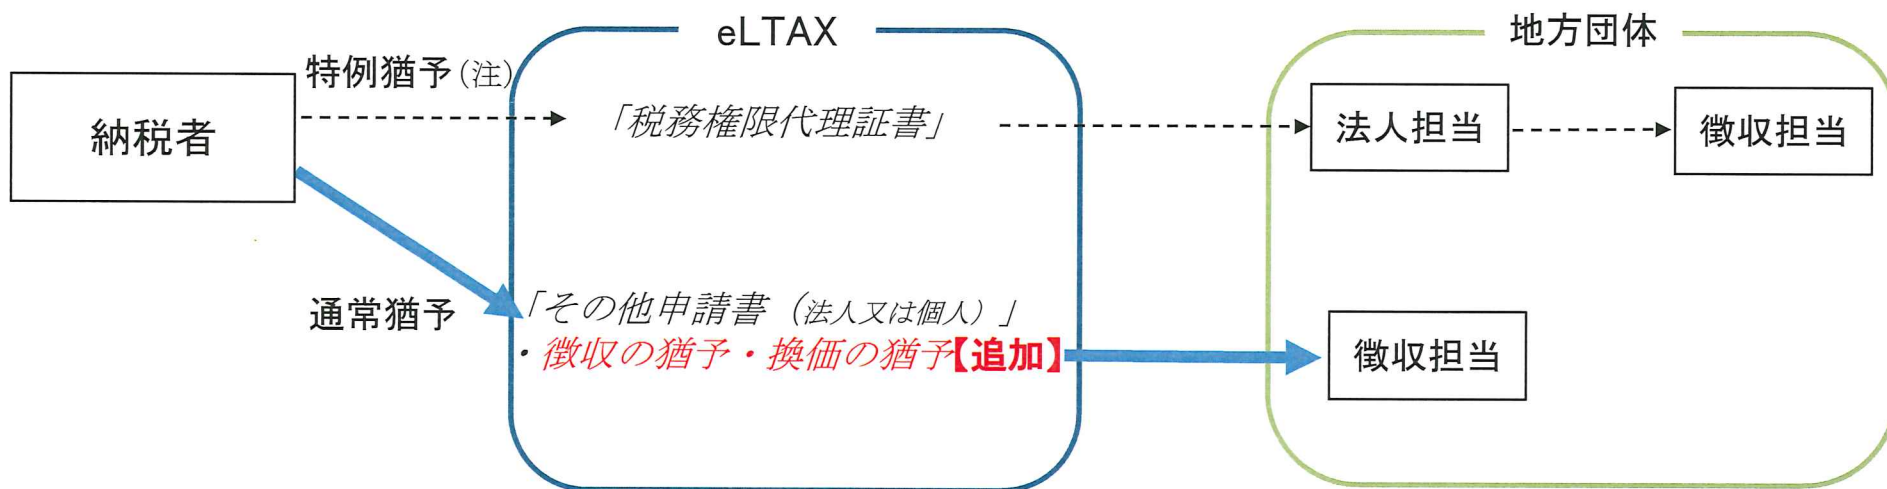 eLTAX
地方団体
特例猶予(注)
納税者
「税務権限代理証書」
法人担当
徴収担当
通常猶予
「その他申請書（法人又は個人）」
・徴収の猶予・換価の猶予【追加】
徴収担当